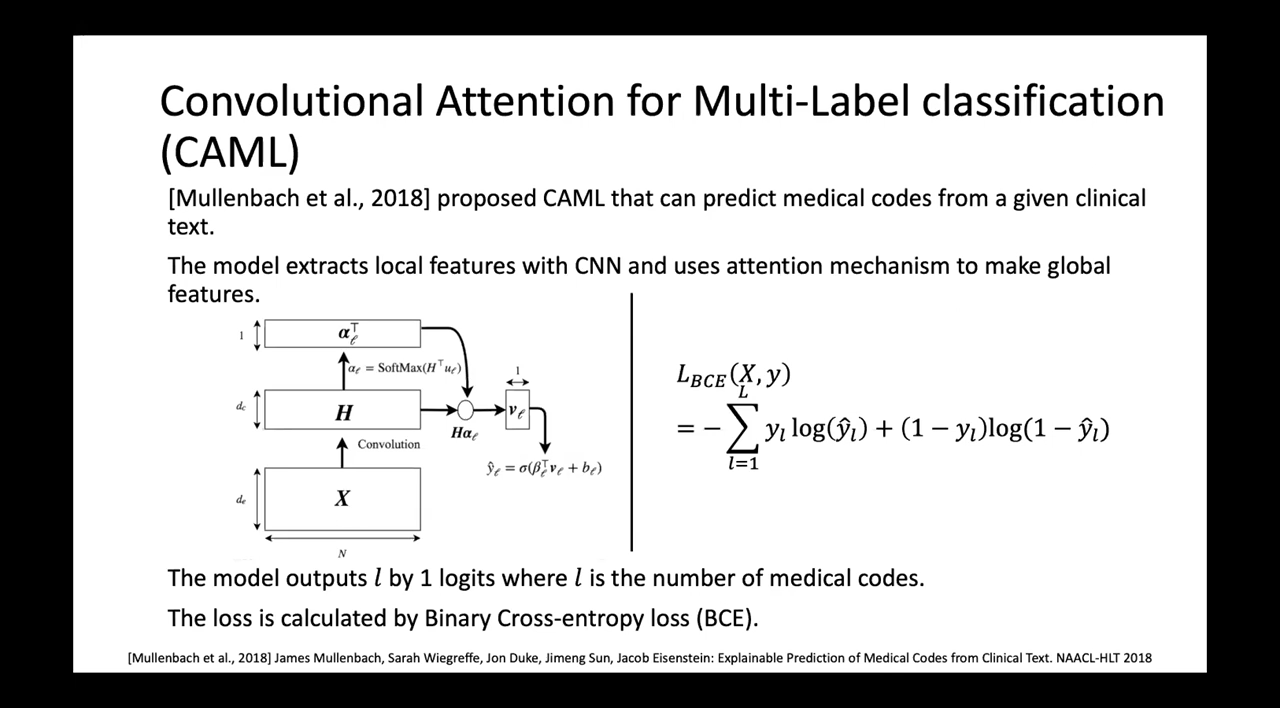 Convolutional Attention for Multi-Label classification
(CAML)
[Mullenbach et al., 2018] proposed CAML that can predict medical codes from a given clinical
text.
The model extracts local features with CNN and uses attention mechanism to make global
features.
1
α_ℓ^⊤
α_ℓ = SoftMax(H^⊤u_ℓ)
d_c
H
Hα_ℓ
1
v_ℓ
Convolution
ŷ_ℓ = σ(β_ℓ^⊤v_ℓ + b_ℓ)
d_e
X
N
L_BCE(X, y)
= − ∑_{l=1}^{L} y_l log(ŷ_l) + (1 − y_l)log(1 − ŷ_l)
The model outputs l by 1 logits where l is the number of medical codes.
The loss is calculated by Binary Cross-entropy loss (BCE).
[Mullenbach et al., 2018] James Mullenbach, Sarah Wiegreffe, Jon Duke, Jimeng Sun, Jacob Eisenstein: Explainable Prediction of Medical Codes from Clinical Text. NAACL-HLT 2018